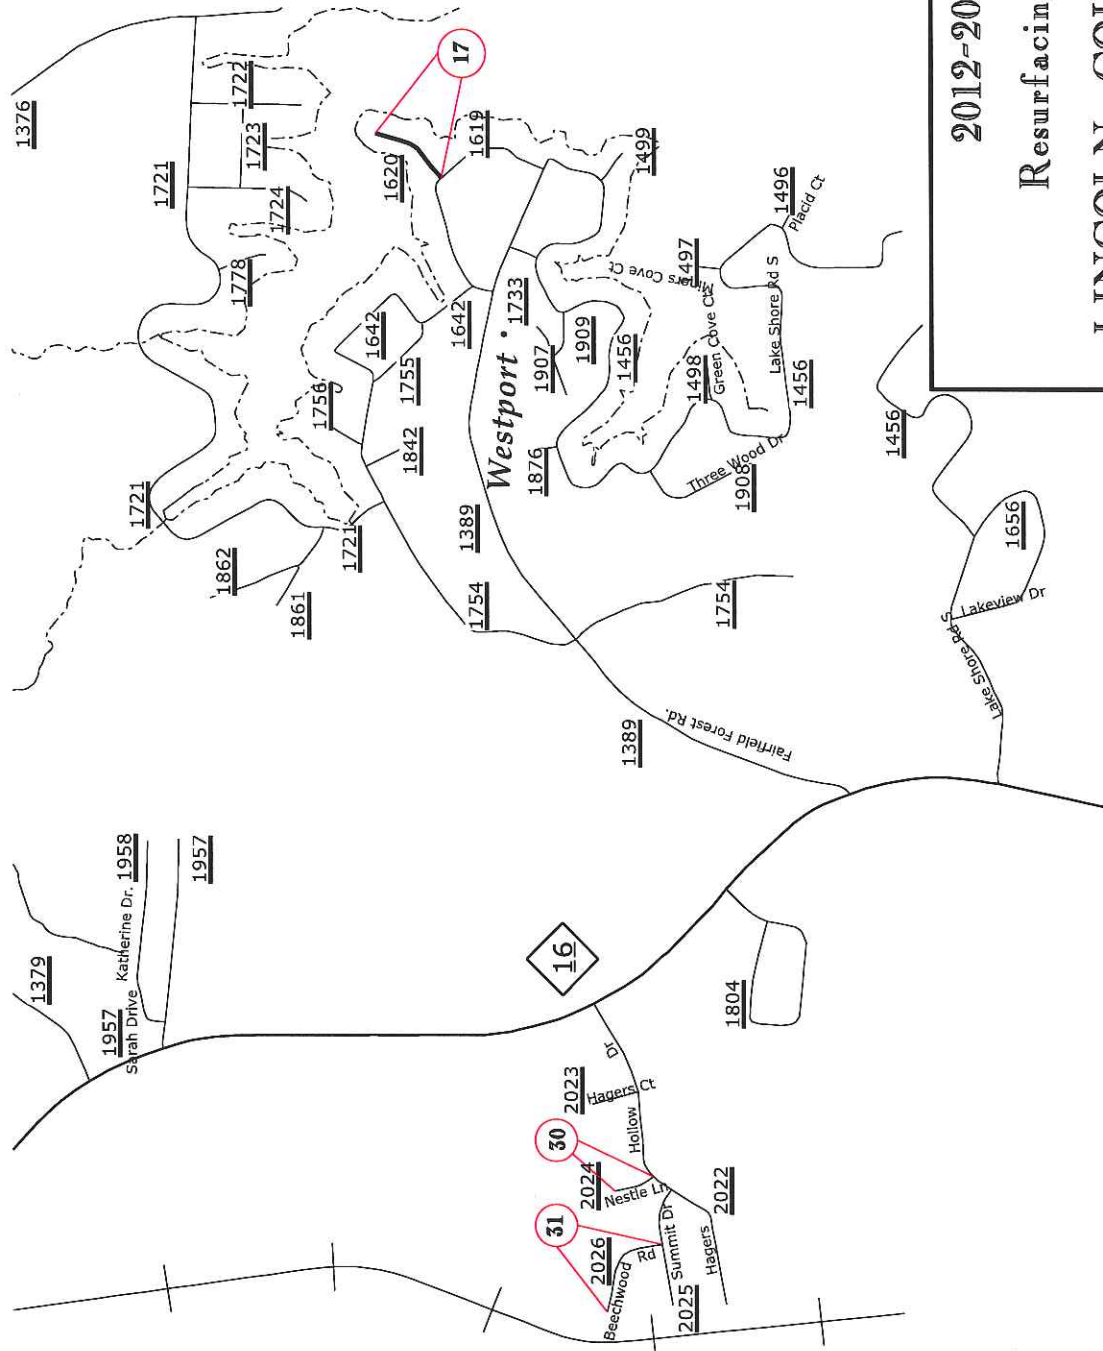 2012-20
Resurfacin
LINCOLN COU
1376
1721
1722
1723
1724
1778
1620
1619
17
1499
1496
Placid Ct
1497
Miners Cove Ct
Lake Shore Rd S
1642
1642
1733
1755
1756
1907
1909
1456
1498
Green Cove Ct
1456
Westport
1842
1876
Three Wood Dr
1908
1456
1721
1721
1389
1862
1861
1754
1754
1656
Lakeview Dr
Lake Shore Rd S
1389
Fairfield Forest Rd.
1958
Katherine Dr.
1957
1379
1957
Sarah Drive
16
1804
Dr
2023
Hagers Ct
Hollow
30
2024
Nestle Ln
2022
31
2026
Beechwood
Rd
Summit Dr
Hagers
2025